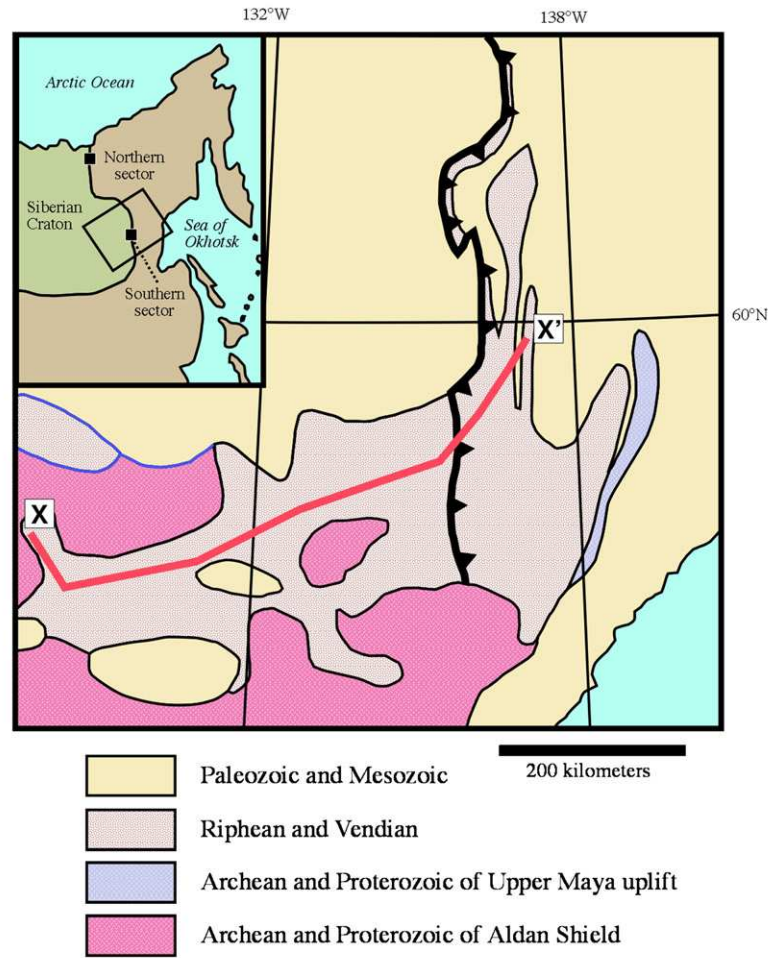 132°W
138°W
Arctic Ocean
Northern
sector
Siberian
Craton
Sea of
Okhotsk
Southern
sector
60°N
X'
X
200 kilometers
Paleozoic and Mesozoic
Riphean and Vendian
Archean and Proterozoic of Upper Maya uplift
Archean and Proterozoic of Aldan Shield